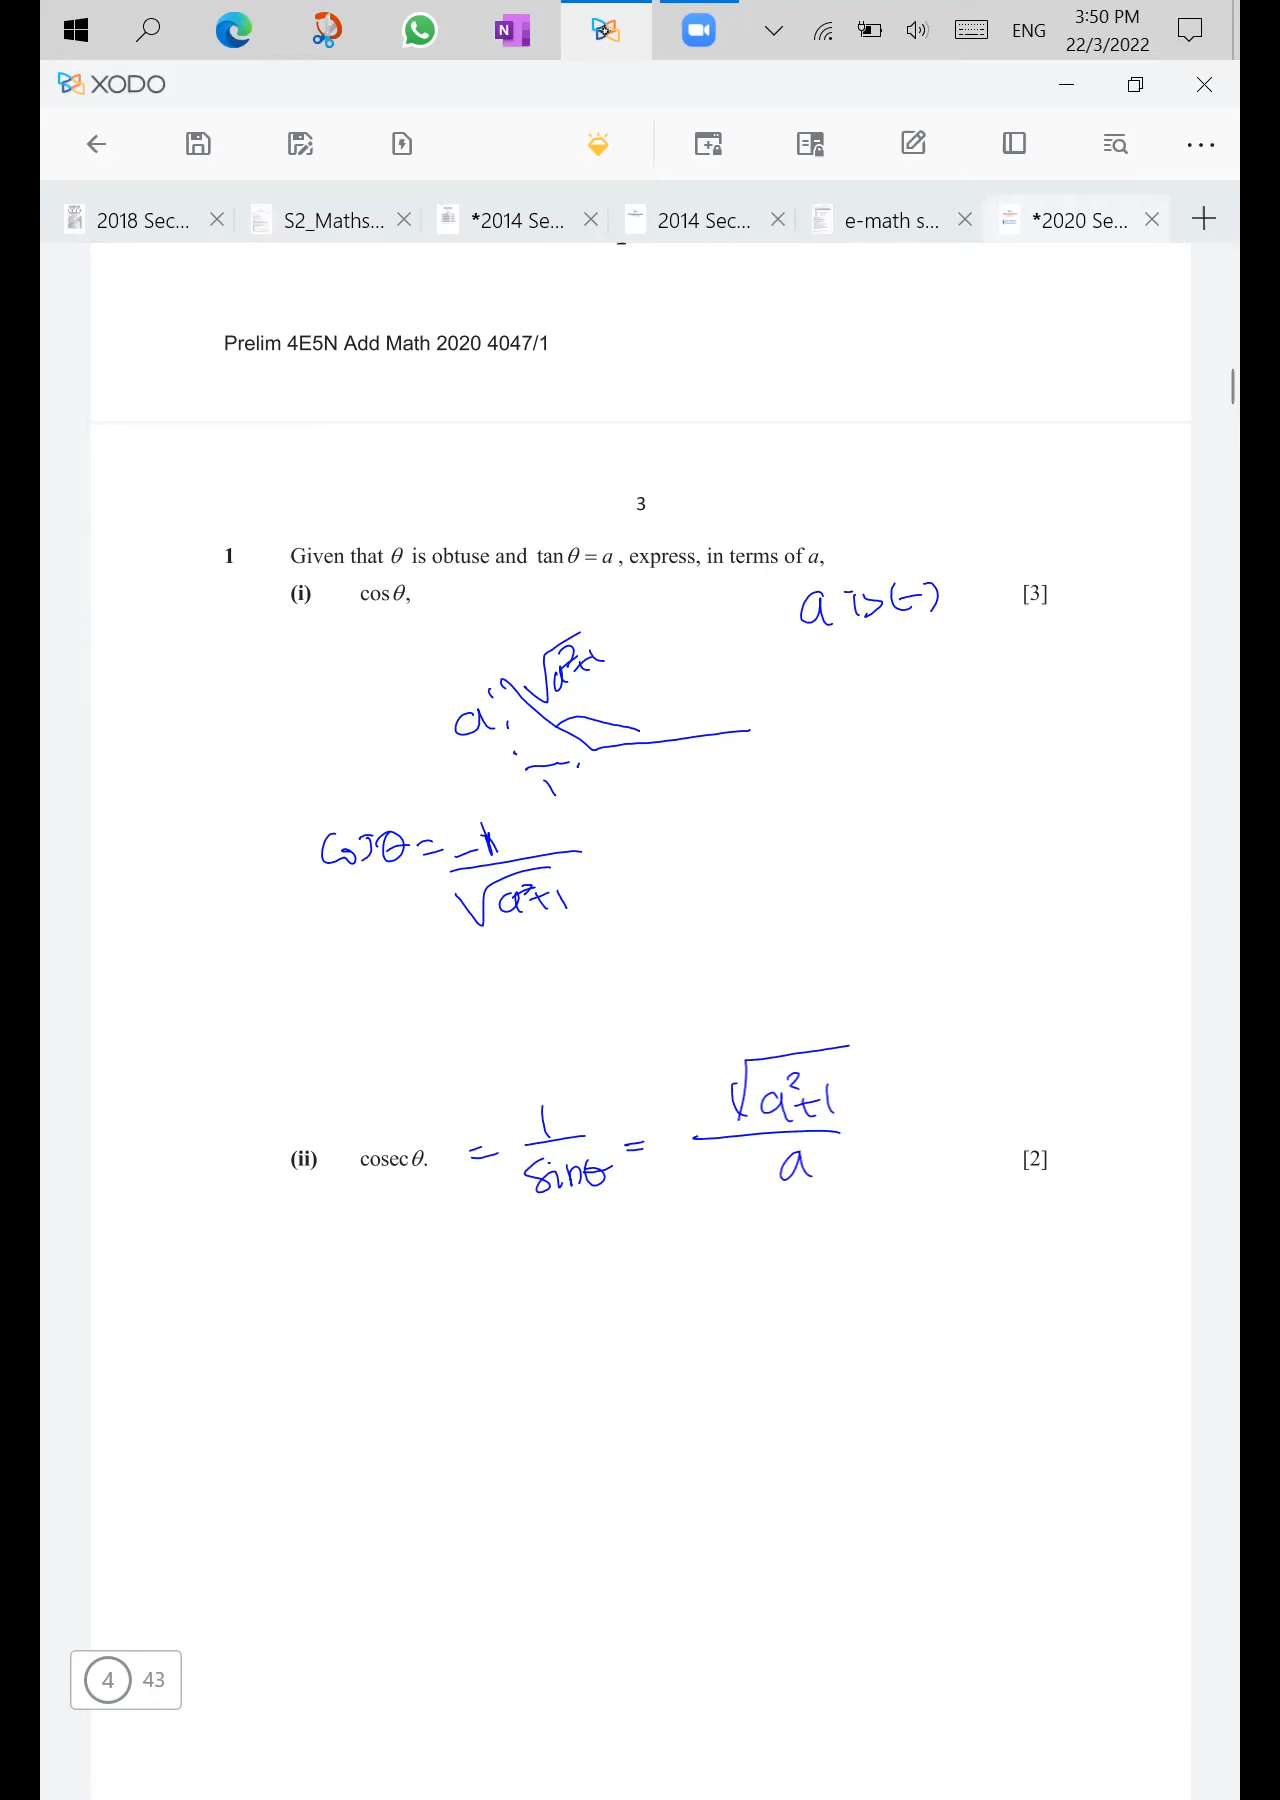 3:50 PM
ENG
22/3/2022
XODO
2018 Sec... S2_Maths... *2014 Se... 2014 Sec... e-math s... *2020 Se...
Prelim 4E5N Add Math 2020 4047/1
3
1 Given that θ is obtuse and tan θ = a , express, in terms of a,
(i) cos θ, [3]
a is (-)
√a²+1
a
1
cos θ = -1/√a²+1
(ii) cosec θ. = 1/sinθ = √a²+1/a [2]
4 43